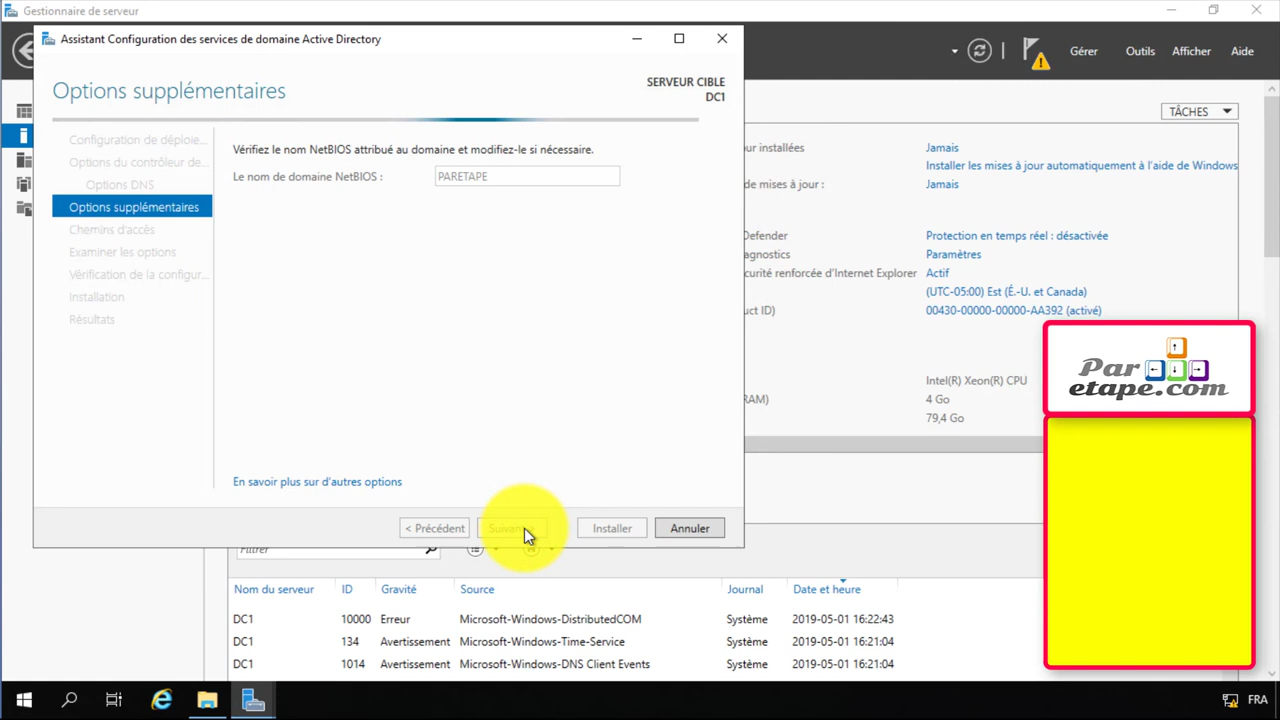 Gestionnaire de serveur
Assistant Configuration des services de domaine Active Directory
Gérer
Outils
Afficher
Aide
Options supplémentaires
SERVEUR CIBLE
DC1
TÂCHES
Configuration de déploie...
Options du contrôleur de...
Options DNS
Options supplémentaires
Chemins d'accès
Examiner les options
Vérification de la configur...
Installation
Résultats
Vérifiez le nom NetBIOS attribué au domaine et modifiez-le si nécessaire.
Le nom de domaine NetBIOS :
PARETAPE
En savoir plus sur d'autres options
< Précédent
Installer
Annuler
ur installées
Jamais
Installer les mises à jour automatiquement à l'aide de Windows
de mises à jour :
Jamais
Defender
Protection en temps réel : désactivée
agnostics
Paramètres
curité renforcée d'Internet Explorer
Actif
(UTC-05:00) Est (É.-U. et Canada)
uct ID)
00430-00000-00000-AA392 (activé)
Intel(R) Xeon(R) CPU
RAM)
4 Go
79,4 Go
Par
etape.com
Filtrer
Nom du serveur ID Gravité Source Journal Date et heure
DC1 10000 Erreur Microsoft-Windows-DistributedCOM Système 2019-05-01 16:22:43
DC1 134 Avertissement Microsoft-Windows-Time-Service Système 2019-05-01 16:21:04
DC1 1014 Avertissement Microsoft-Windows-DNS Client Events Système 2019-05-01 16:21:04
FRA